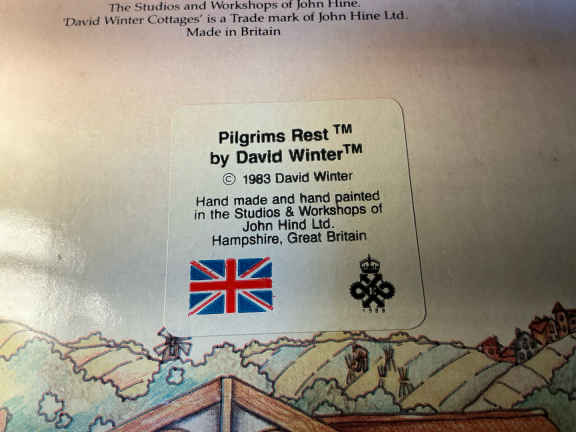 The Studios and Workshops of John Hine.
'David Winter Cottages' is a Trade mark of John Hine Ltd.
Made in Britain
Pilgrims Rest ™
by David Winter™
© 1983 David Winter
Hand made and hand painted
in the Studios & Workshops of
John Hind Ltd.
Hampshire, Great Britain